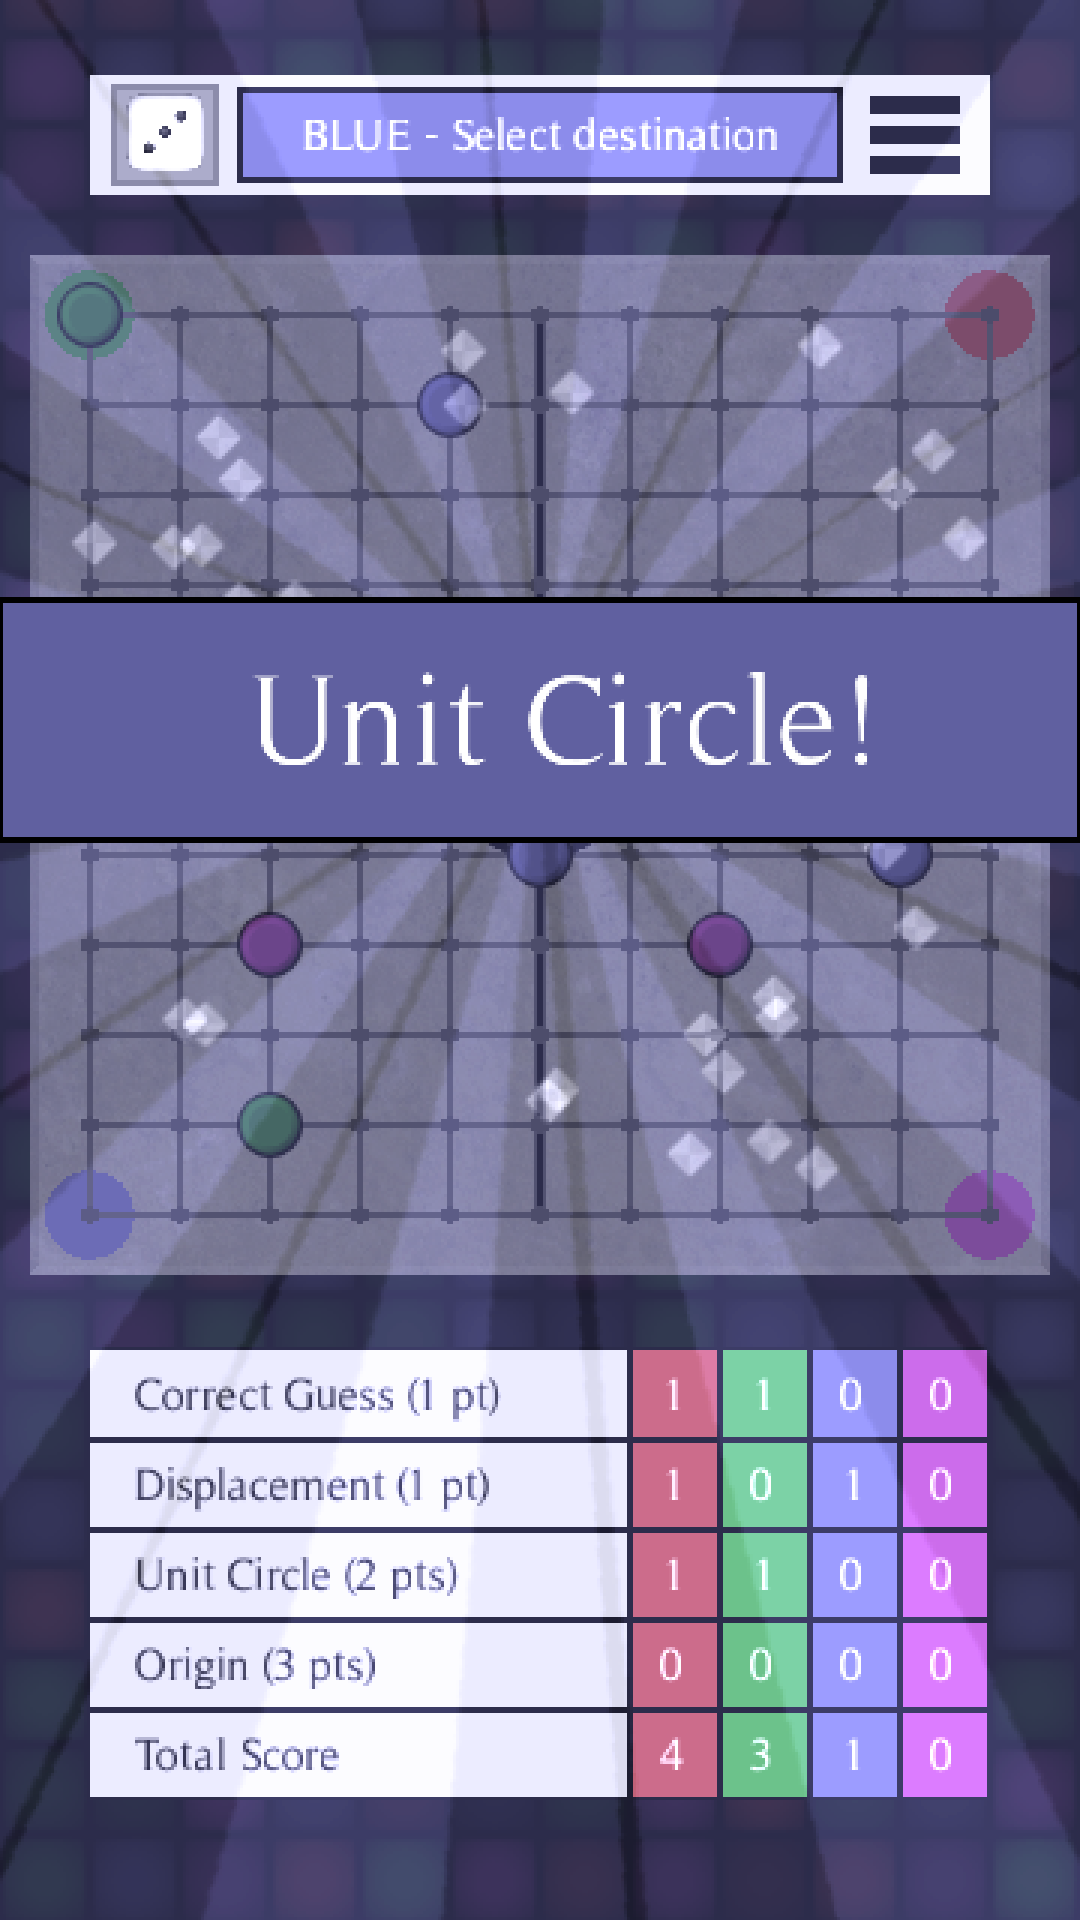 BLUE - Select destination
Unit Circle!
Correct Guess (1 pt) 1 1 0 0
Displacement (1 pt) 1 0 1 0
Unit Circle (2 pts) 1 1 0 0
Origin (3 pts) 0 0 0 0
Total Score 4 3 1 0